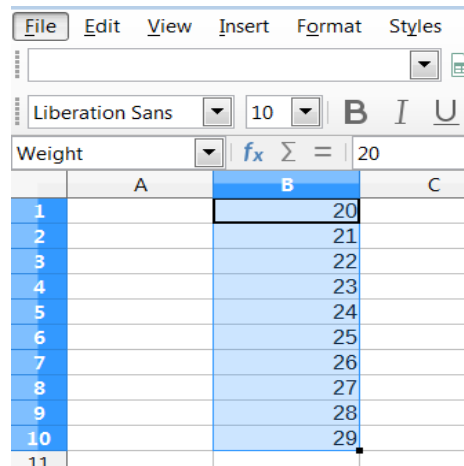 File Edit View Insert Format Styles
Liberation Sans 10 B I U
Weight fx Σ = 20
A B C
1 20
2 21
3 22
4 23
5 24
6 25
7 26
8 27
9 28
10 29
11